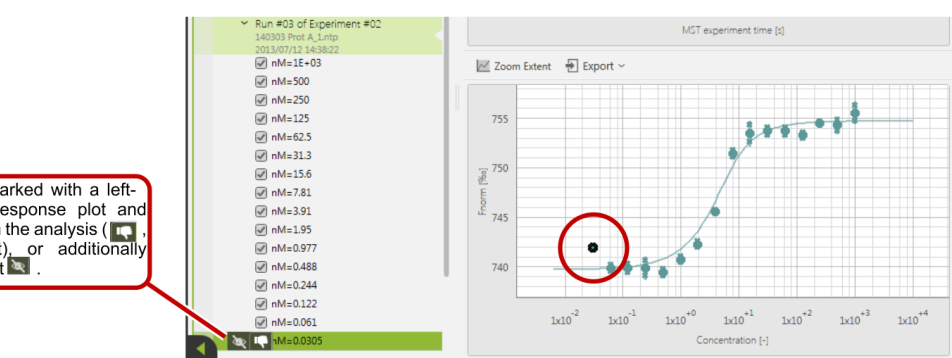 Run #03 of Experiment #02
140303 Prot A_1.ntp
2013/07/12 14:38:22
nM=1E+03
nM=500
nM=250
nM=125
nM=62.5
nM=31.3
nM=15.6
nM=7.81
nM=3.91
nM=1.95
nM=0.977
nM=0.488
nM=0.244
nM=0.122
nM=0.061
nM=0.0305
arked with a left-
esponse plot and
the analysis ( ,
t), or additionally
t .
MST experiment time [s]
Zoom Extent Export
Fnorm [‰]
755
750
745
740
1x10-2 1x10-1 1x10+0 1x10+1 1x10+2 1x10+3 1x10+4
Concentration [-]